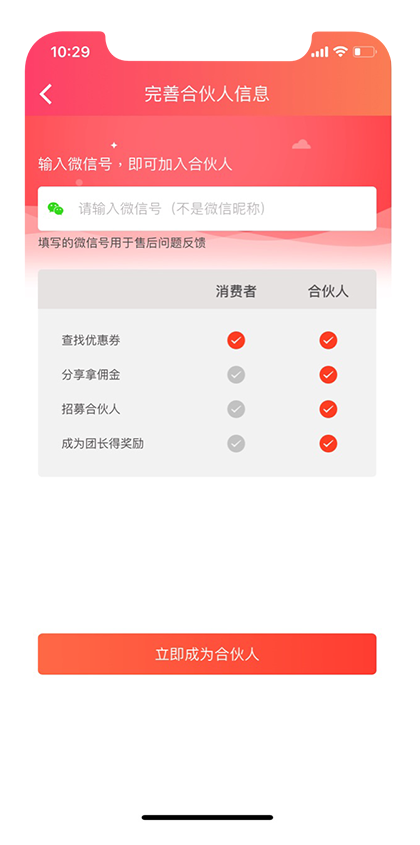 10:29
完善合伙人信息
输入微信号，即可加入合伙人
请输入微信号（不是微信昵称）
填写的微信号用于售后问题反馈
消费者 合伙人
查找优惠券
分享拿佣金
招募合伙人
成为团长得奖励
立即成为合伙人